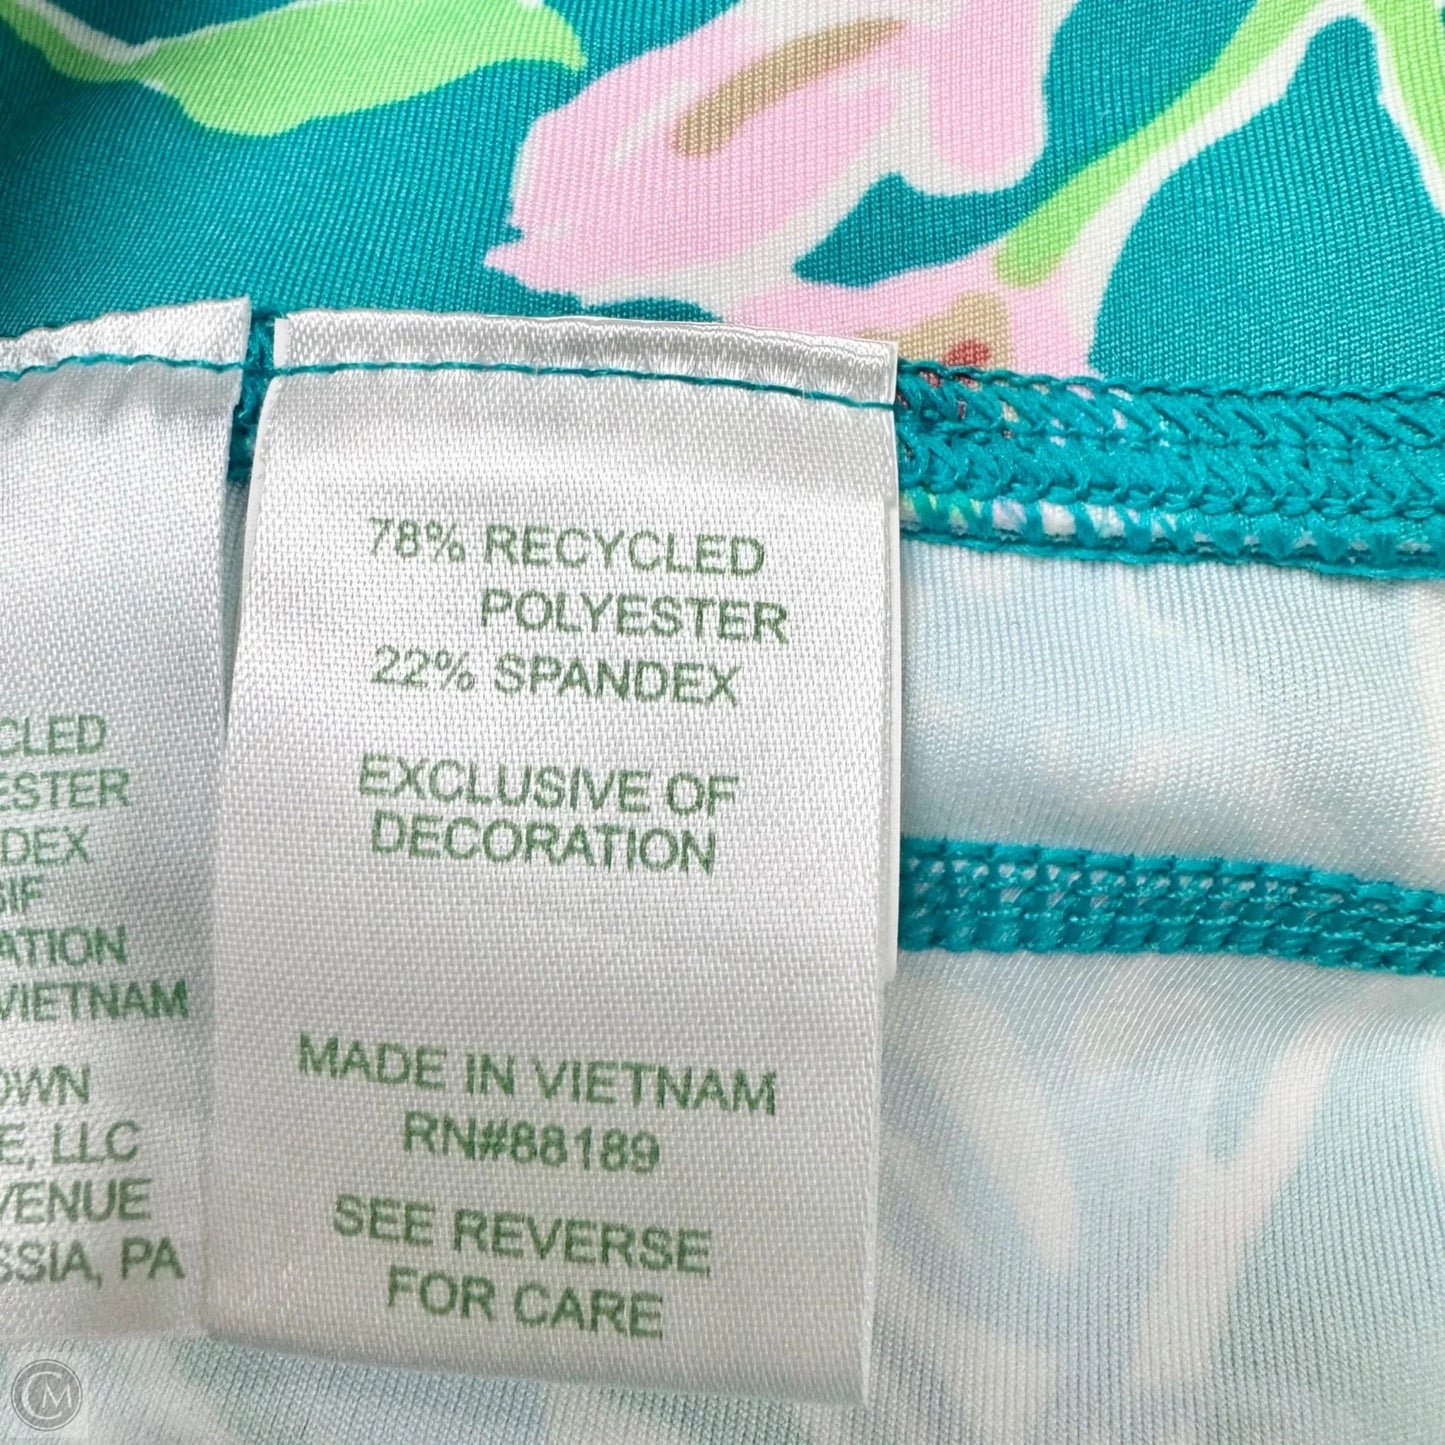 78% RECYCLED
POLYESTER
22% SPANDEX
EXCLUSIVE OF
DECORATION
MADE IN VIETNAM
RN#88189
SEE REVERSE
FOR CARE
CLED
ESTER
DEX
SIF
ATION
VIETNAM
OWN
E, LLC
VENUE
SSIA, PA
CM